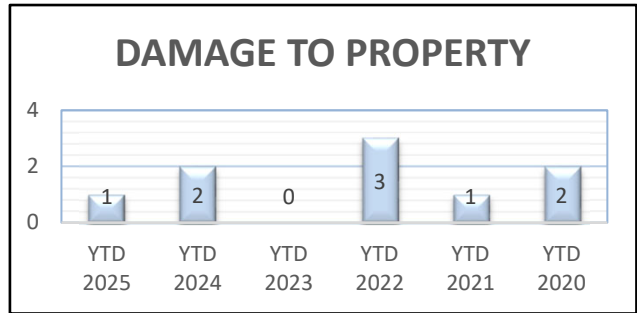 DAMAGE TO PROPERTY
4
2
0
1 2 0 3 1 2
YTD YTD YTD YTD YTD YTD
2025 2024 2023 2022 2021 2020